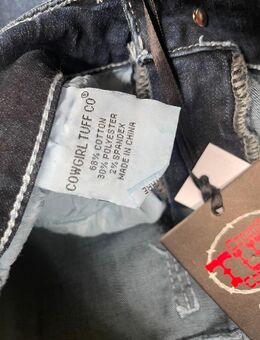 COWGIRL TUFF CO®
68% COTTON
30% POLYESTER
2% SPANDEX
MADE IN CHINA